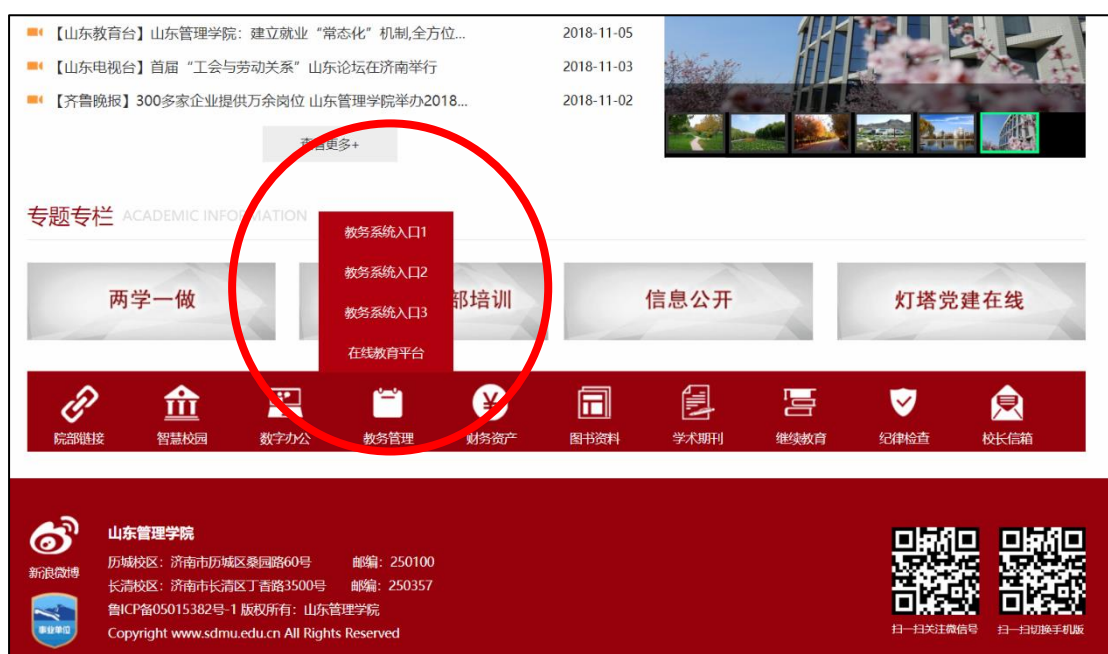 【山东教育台】山东管理学院：建立就业“常态化”机制,全方位... 2018-11-05
【山东电视台】首届“工会与劳动关系”山东论坛在济南举行 2018-11-03
【齐鲁晚报】300多家企业提供万余岗位 山东管理学院举办2018... 2018-11-02
查看更多+
专题专栏 ACADEMIC INFORMATION
教务系统入口1
教务系统入口2
教务系统入口3
在线教育平台
两学一做 部培训 信息公开 灯塔党建在线
院部链接 智慧校园 数字办公 教务管理 财务资产 图书资料 学术期刊 继续教育 纪律检查 校长信箱
新浪微博
事业单位
山东管理学院
历城校区：济南市历城区桑园路60号 邮编：250100
长清校区：济南市长清区丁香路3500号 邮编：250357
鲁ICP备05015382号-1 版权所有：山东管理学院
Copyright www.sdmu.edu.cn All Rights Reserved
扫一扫关注微信号 扫一扫切换手机版